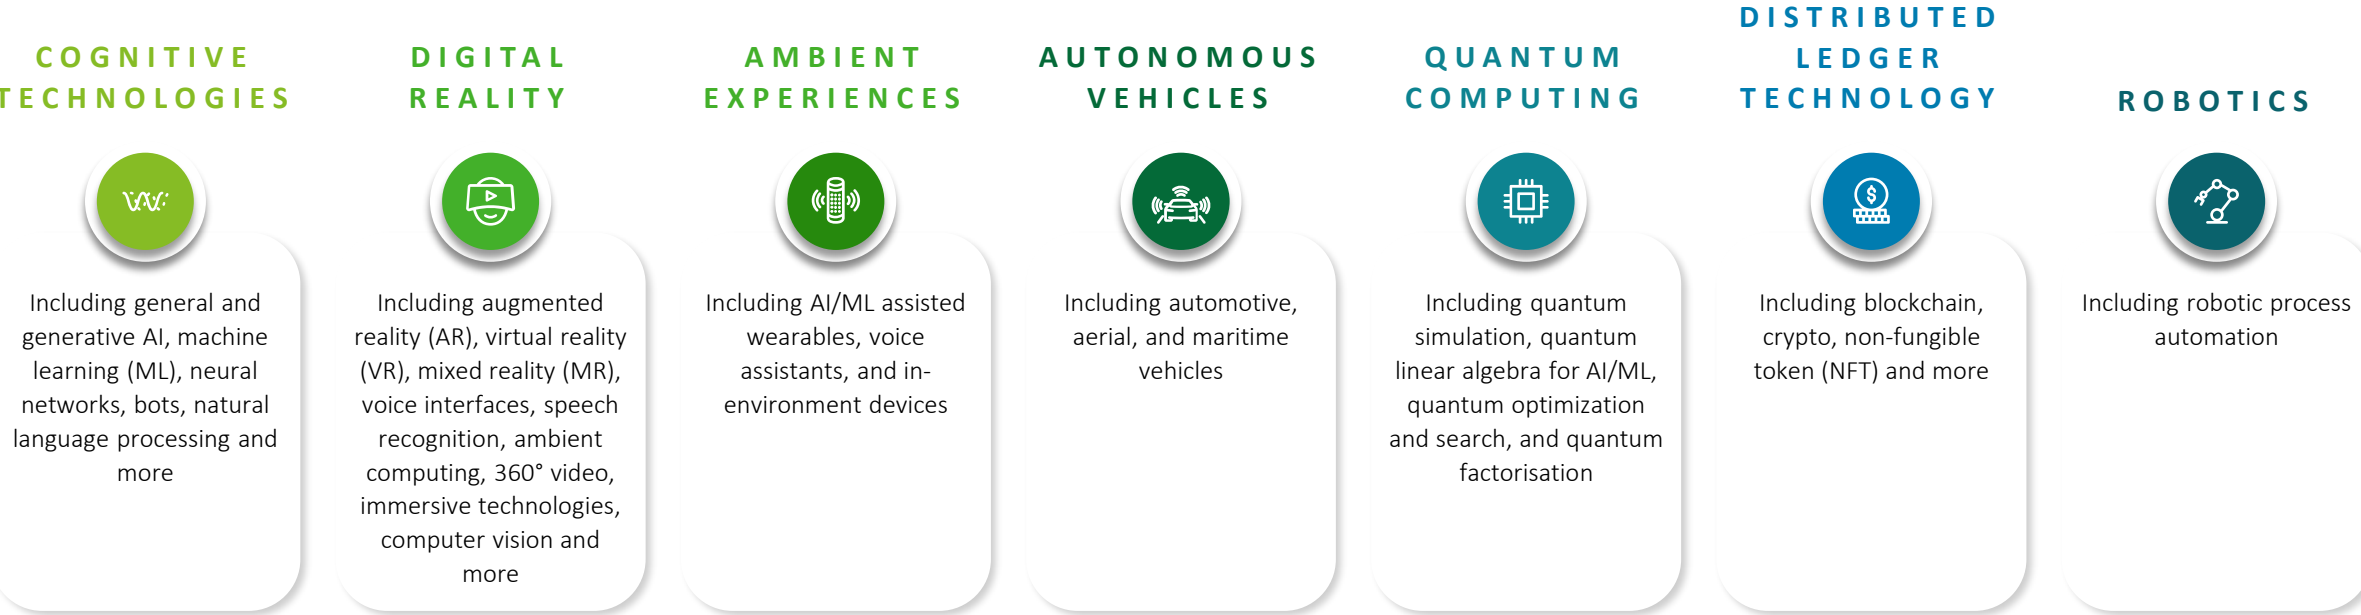 COGNITIVE
TECHNOLOGIES
Including general and
generative AI, machine
learning (ML), neural
networks, bots, natural
language processing and
more
DIGITAL
REALITY
Including augmented
reality (AR), virtual reality
(VR), mixed reality (MR),
voice interfaces, speech
recognition, ambient
computing, 360° video,
immersive technologies,
computer vision and
more
AMBIENT
EXPERIENCES
Including AI/ML assisted
wearables, voice
assistants, and in-
environment devices
AUTONOMOUS
VEHICLES
Including automotive,
aerial, and maritime
vehicles
QUANTUM
COMPUTING
Including quantum
simulation, quantum
linear algebra for AI/ML,
quantum optimization
and search, and quantum
factorisation
DISTRIBUTED
LEDGER
TECHNOLOGY
$
Including blockchain,
crypto, non-fungible
token (NFT) and more
ROBOTICS
Including robotic process
automation